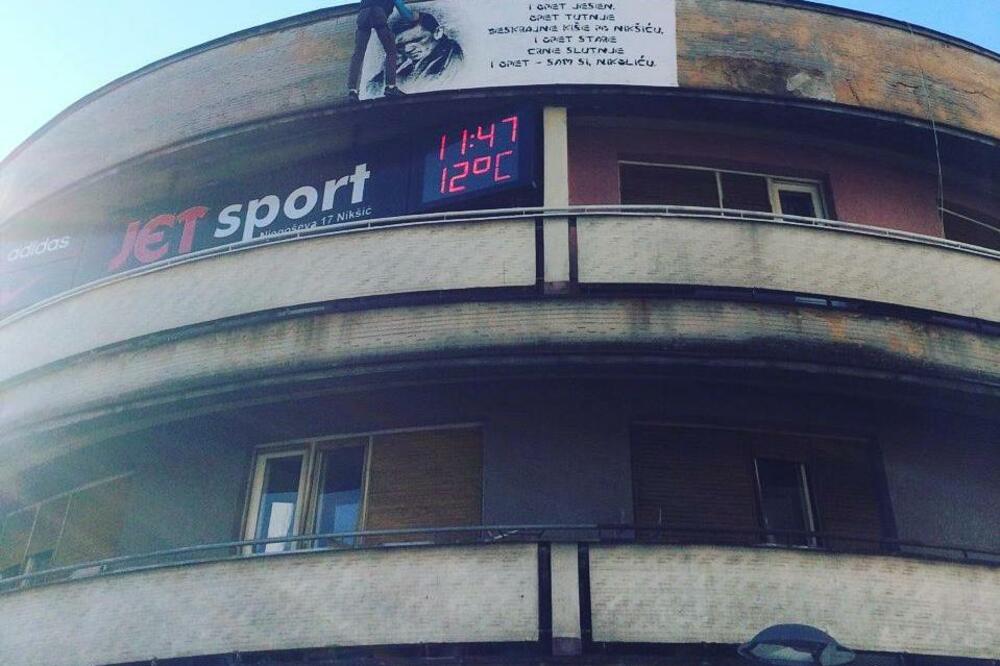 I OPET JESEN.
OPET TUTNJE
BESKRAJNE KIŠE PO NIKŠIĆU,
I OPET STARE
CRNE SLUTNJE
I OPET - SAM SI, NIKOLIĆU.
11:47
12°C
JET sport
Njegoševa 17 Nikšić
adidas